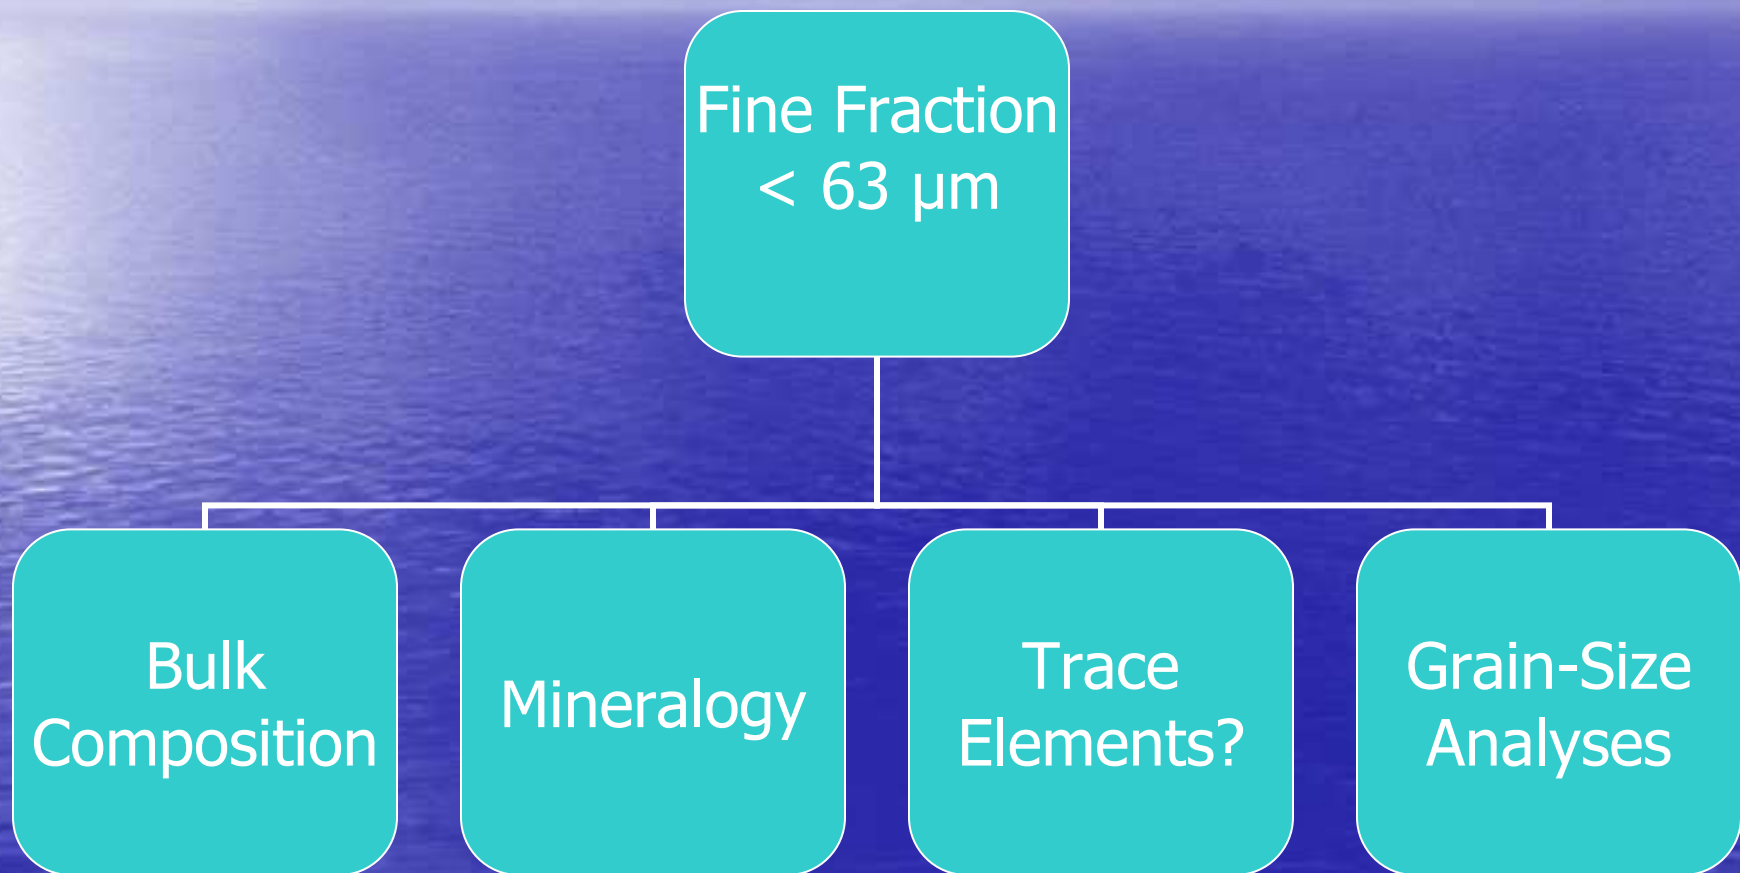 Fine Fraction
< 63 µm
Bulk
Composition
Mineralogy
Trace
Elements?
Grain-Size
Analyses